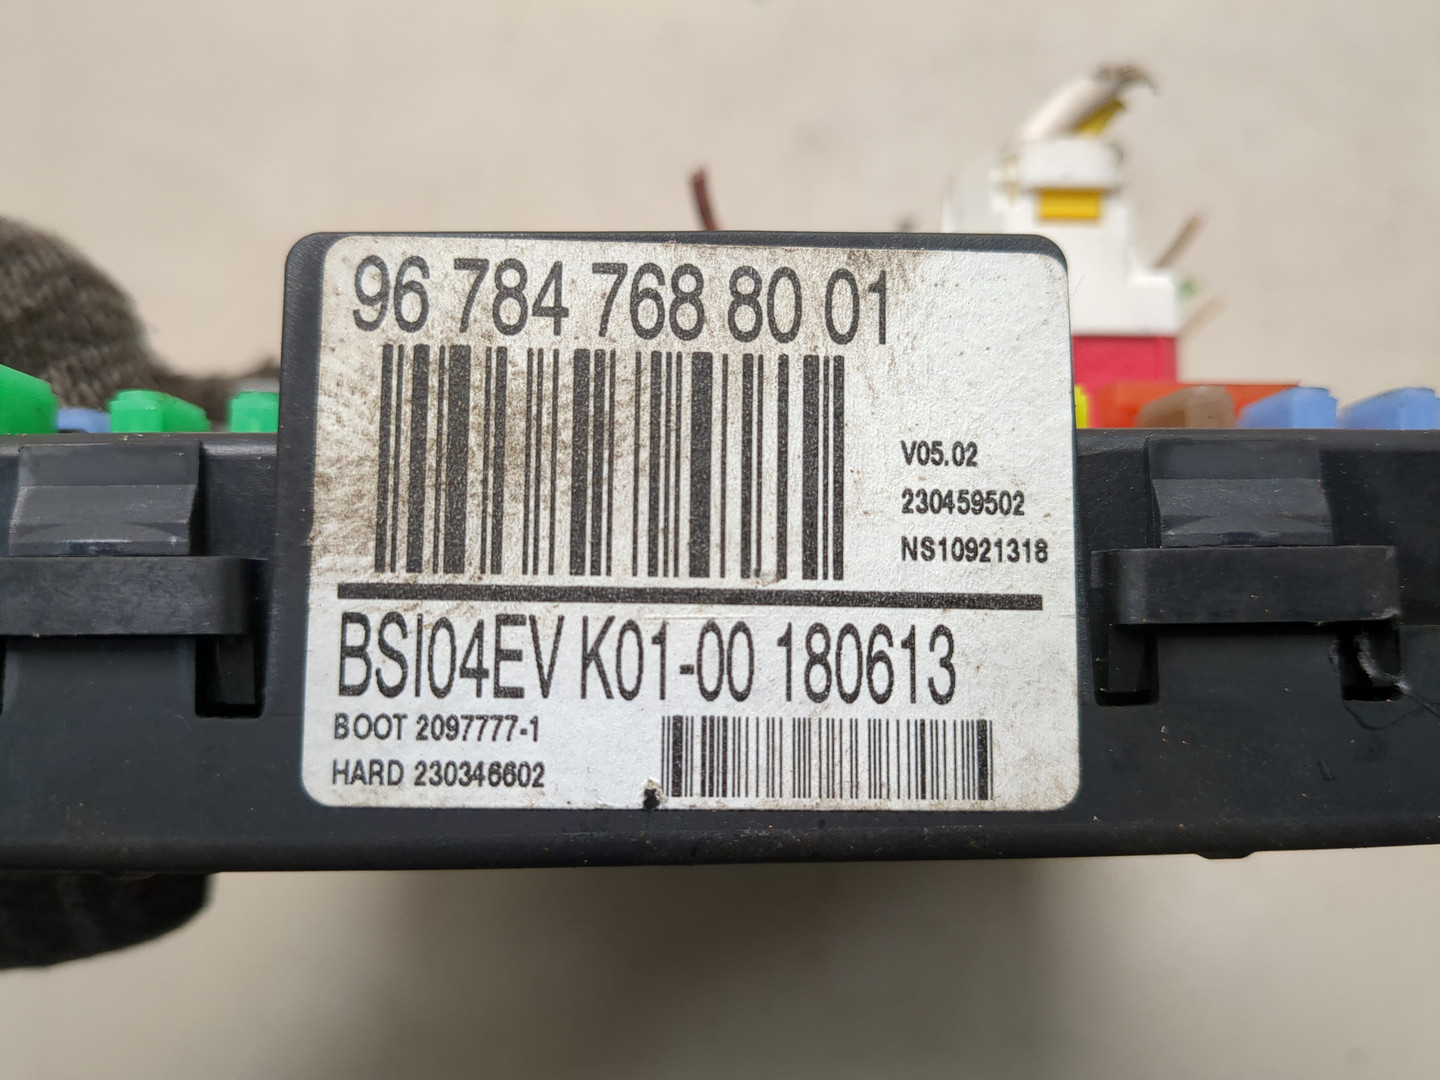 96 784 768 80 01
V05.02
230459502
NS10921318
BSI04EV K01-00 180613
BOOT 2097777-1
HARD 230346602